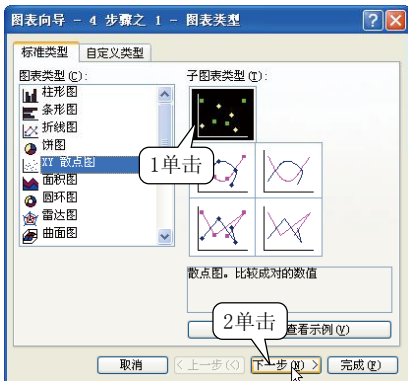 图表向导 - 4 步骤之 1 - 图表类型
标准类型 自定义类型
图表类型(C):
子图表类型(T):
柱形图
条形图
折线图
饼图
XY 散点图
面积图
圆环图
雷达图
曲面图
1单击
散点图。比较成对的数值
2单击
查看示例(V)
取消 < 上一步(<) 下一步(N) > 完成(F)